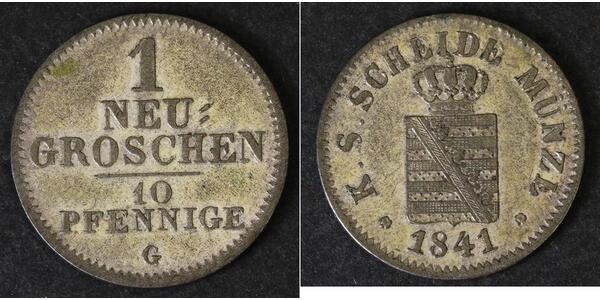 1
NEU=
GROSCHEN
10
PFENNIGE
G
K.S.SCHEIDE MÜNZE
1841